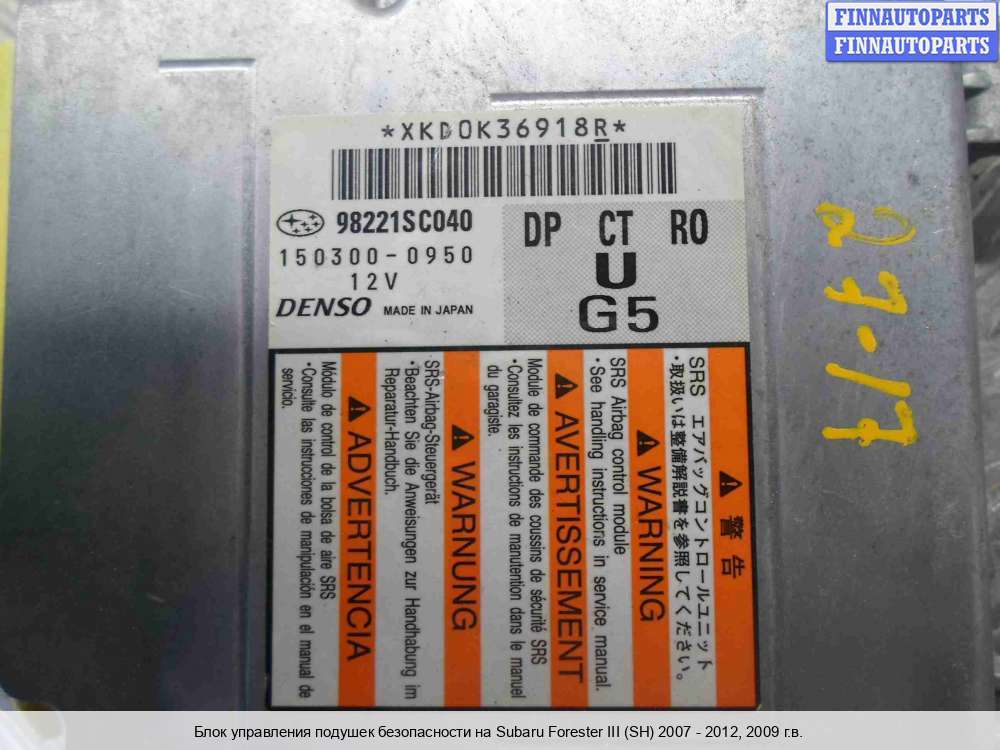 FINNAUTOPARTS
FINNAUTOPARTS
*XKD0K36918R*
98221SC040
150300-0950
12V
DENSO MADE IN JAPAN
DP CT R0
U
G5
27-17
警告
SRS エアバッグコントロールユニット
・取扱いは整備解説書を参照してください。
WARNING
SRS Airbag control module
・See handling instructions in service manual.
AVERTISSEMENT
Module de commande des coussins de sécurité SRS
・Consultez les instructions de manutention dans le manuel
du garagiste.
WARNUNG
SRS-Airbag-Steuergerät
・Beachten Sie die Anweisungen zur Handhabung im
Reparatur-Handbuch.
ADVERTENCIA
Módulo de control de la bolsa de aire SRS
・Consulte las instrucciones de manipulación en el manual de
servicio.
Блок управления подушек безопасности на Subaru Forester III (SH) 2007 - 2012, 2009 г.в.